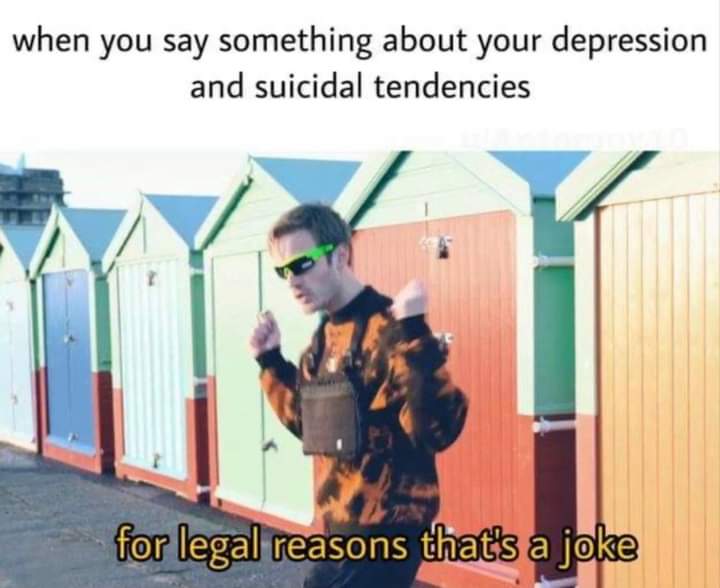 when you say something about your depression
and suicidal tendencies
for legal reasons that's a joke